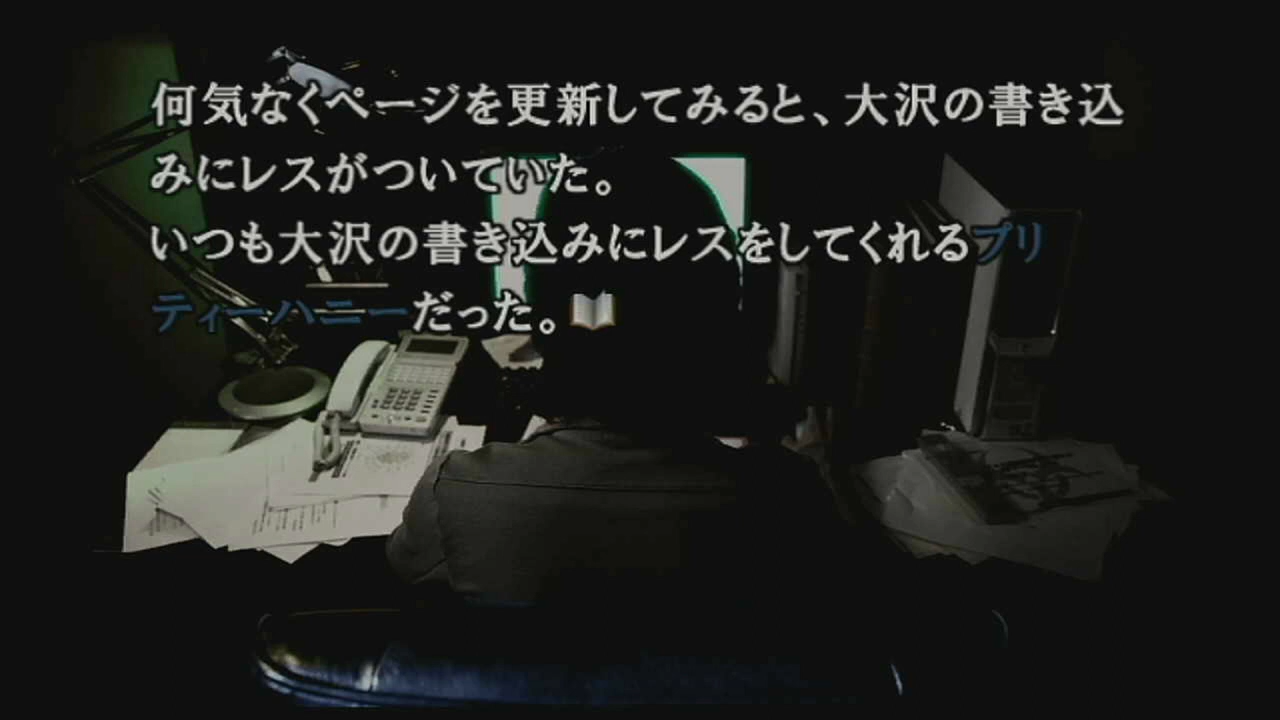 何気なくページを更新してみると、大沢の書き込
みにレスがついていた。
いつも大沢の書き込みにレスをしてくれるプリ
ティーハニーだった。